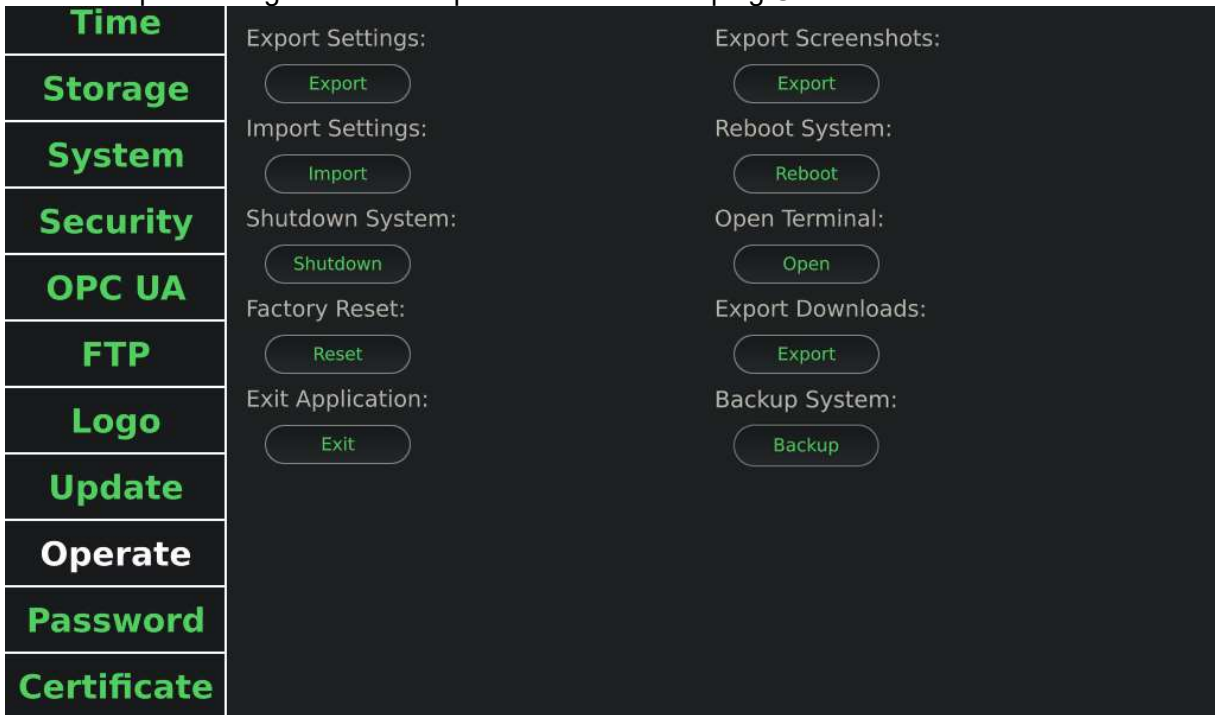 Time
Storage
System
Security
OPC UA
FTP
Logo
Update
Operate
Password
Certificate
Export Settings:
Export
Import Settings:
Import
Shutdown System:
Shutdown
Factory Reset:
Reset
Exit Application:
Exit
Export Screenshots:
Export
Reboot System:
Reboot
Open Terminal:
Open
Export Downloads:
Export
Backup System:
Backup